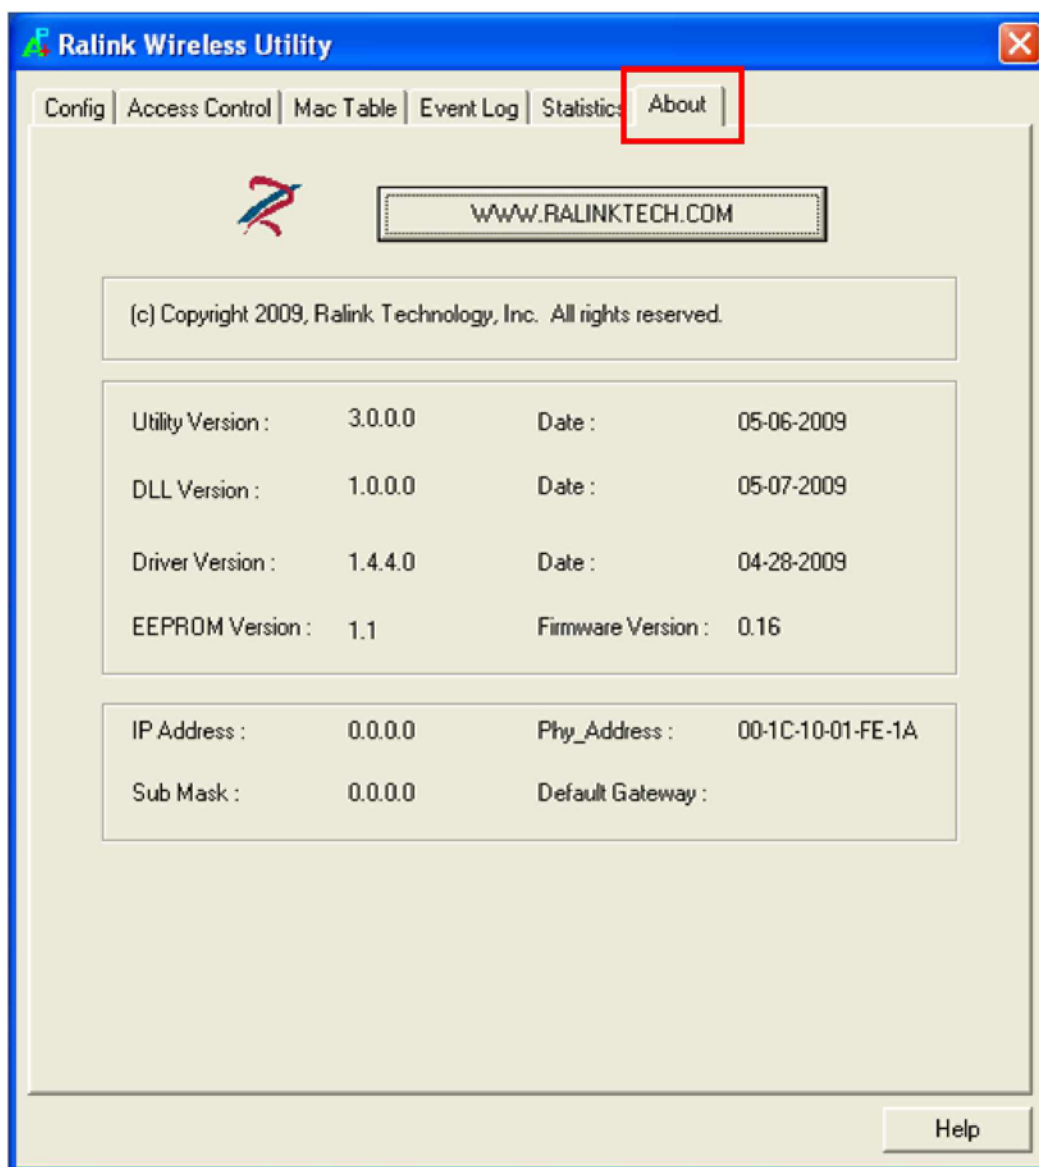 Ralink Wireless Utility
Config Access Control Mac Table Event Log Statistics About
WWW.RALINKTECH.COM
(c) Copyright 2009, Ralink Technology, Inc. All rights reserved.
Utility Version : 3.0.0.0 Date : 05-06-2009
DLL Version : 1.0.0.0 Date : 05-07-2009
Driver Version : 1.4.4.0 Date : 04-28-2009
EEPROM Version : 1.1 Firmware Version : 0.16
IP Address : 0.0.0.0 Phy_Address : 00-1C-10-01-FE-1A
Sub Mask : 0.0.0.0 Default Gateway :
Help